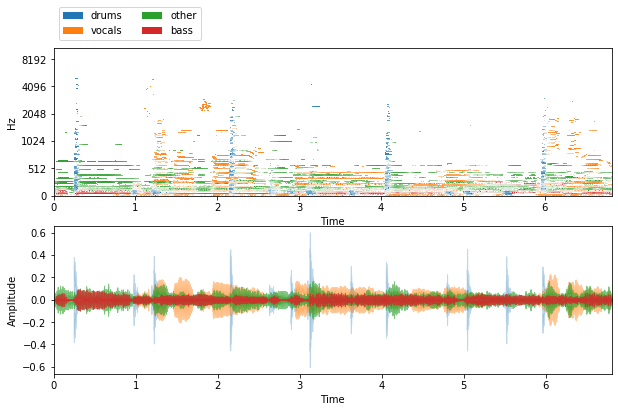 drums other
vocals bass
8192
4096
2048
1024
512
0
Hz
0 1 2 3 4 5 6
Time
0.6
0.4
0.2
0.0
−0.2
−0.4
−0.6
Amplitude
0 1 2 3 4 5 6
Time